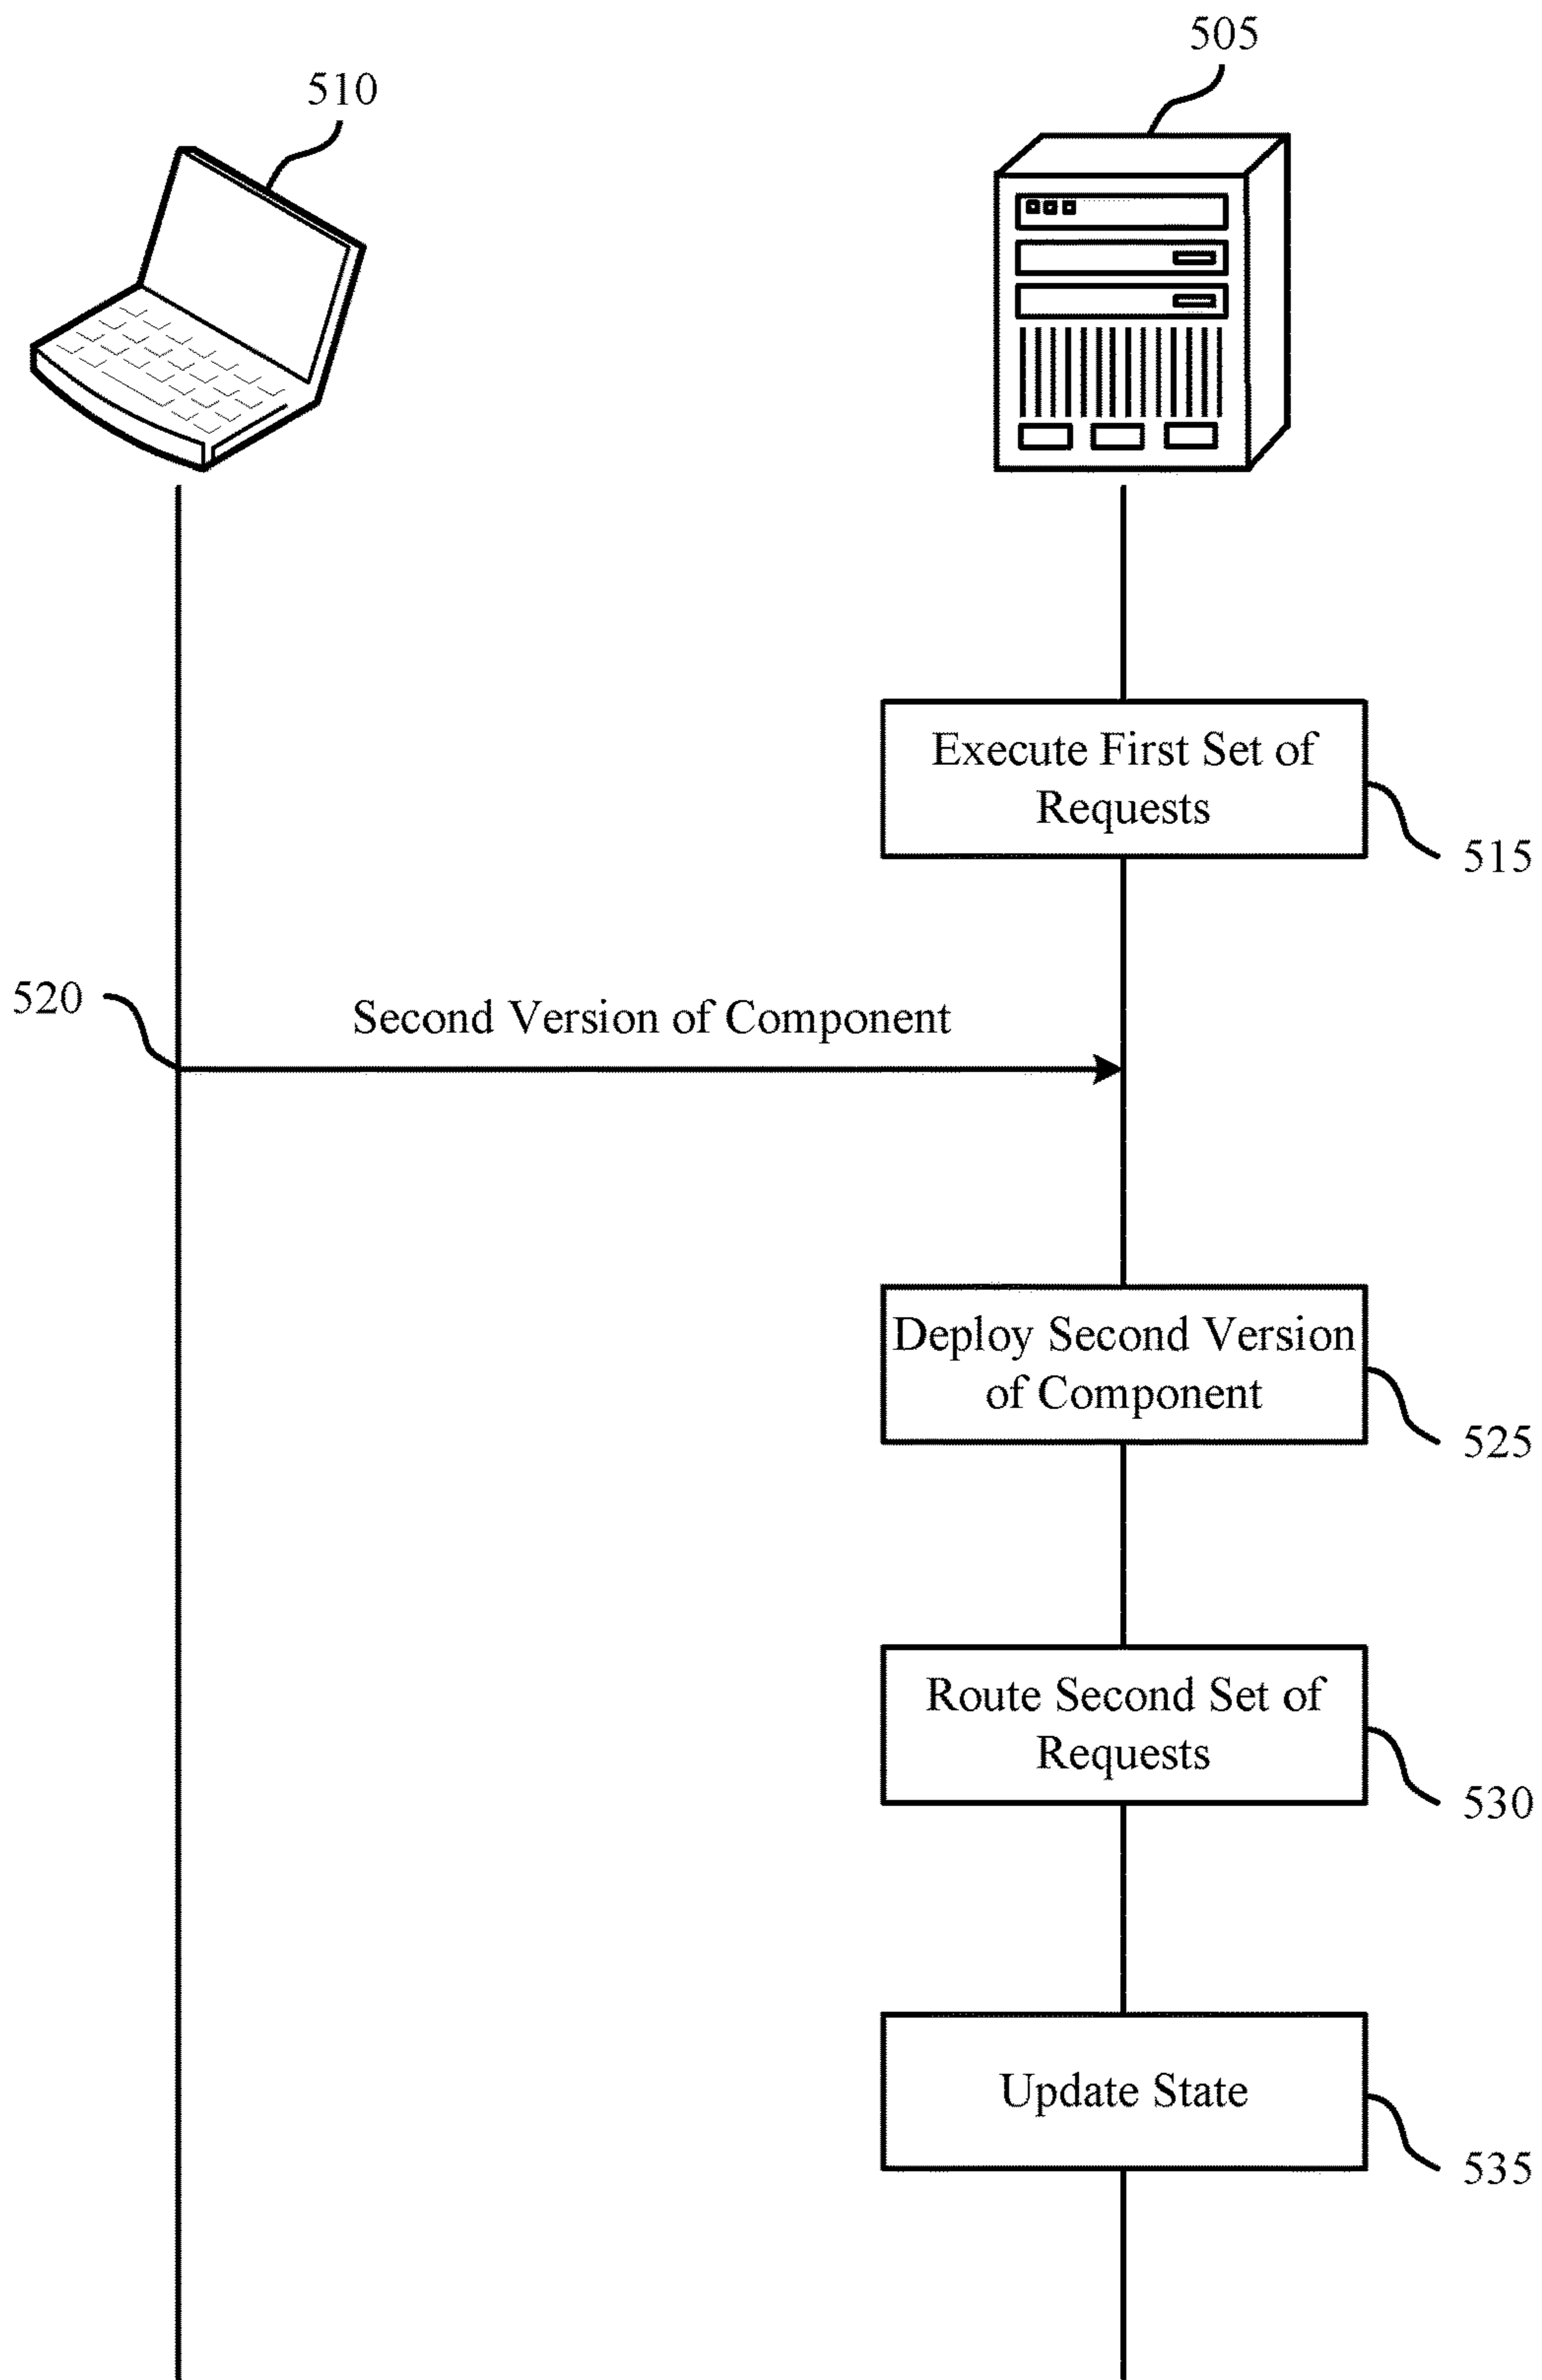 505
510
Execute First Set of
Requests
515
520
Second Version of Component
Deploy Second Version
of Component
525
Route Second Set of
Requests
530
Update State
535